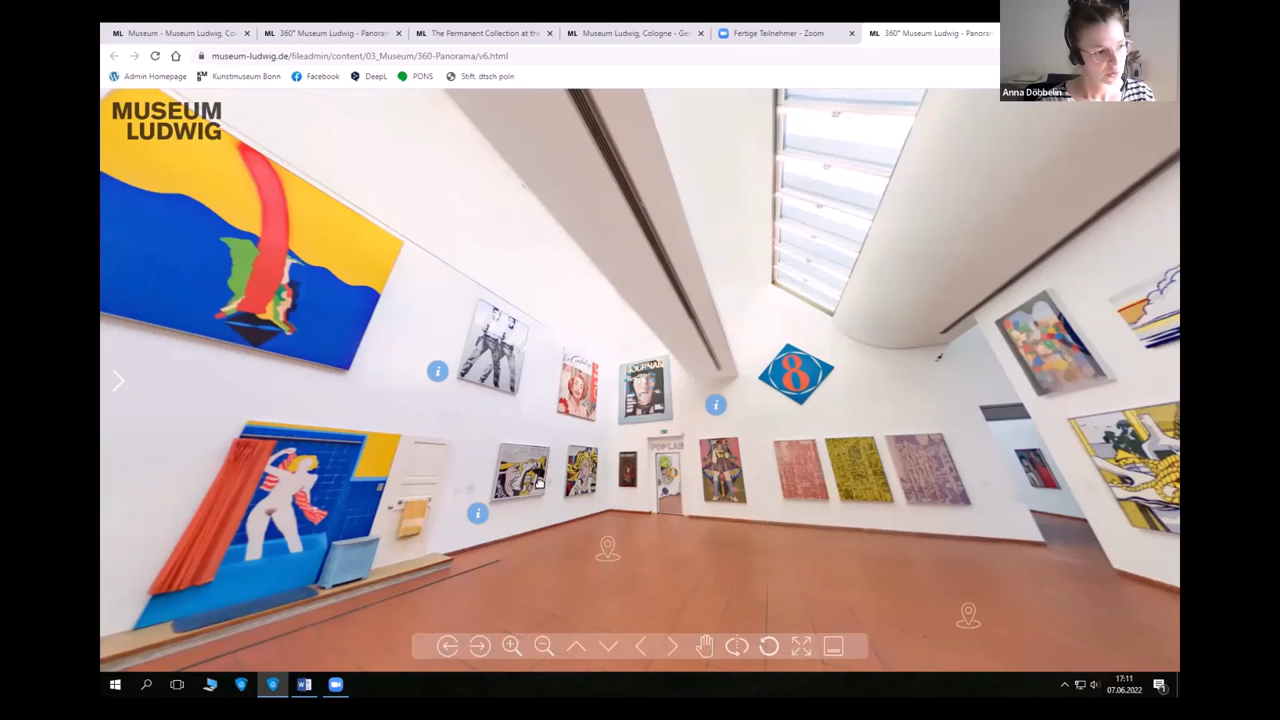 ML Museum - Museum Ludwig, Co
ML 360° Museum Ludwig - Panoran
ML The Permanent Collection at the
ML Museum Ludwig, Cologne - Ge
Fertige Teilnehmer - Zoom
ML 360° Museum Ludwig - Panoran
museum-ludwig.de/fileadmin/content/03_Museum/360-Panorama/v6.html
Admin Homepage
Kunstmuseum Bonn
Facebook
DeepL
PONS
Stift. dtsch poln
Anna Döbbelin
MUSEUM
LUDWIG
JOURNAL
8
POP LAB
17:11
07.06.2022